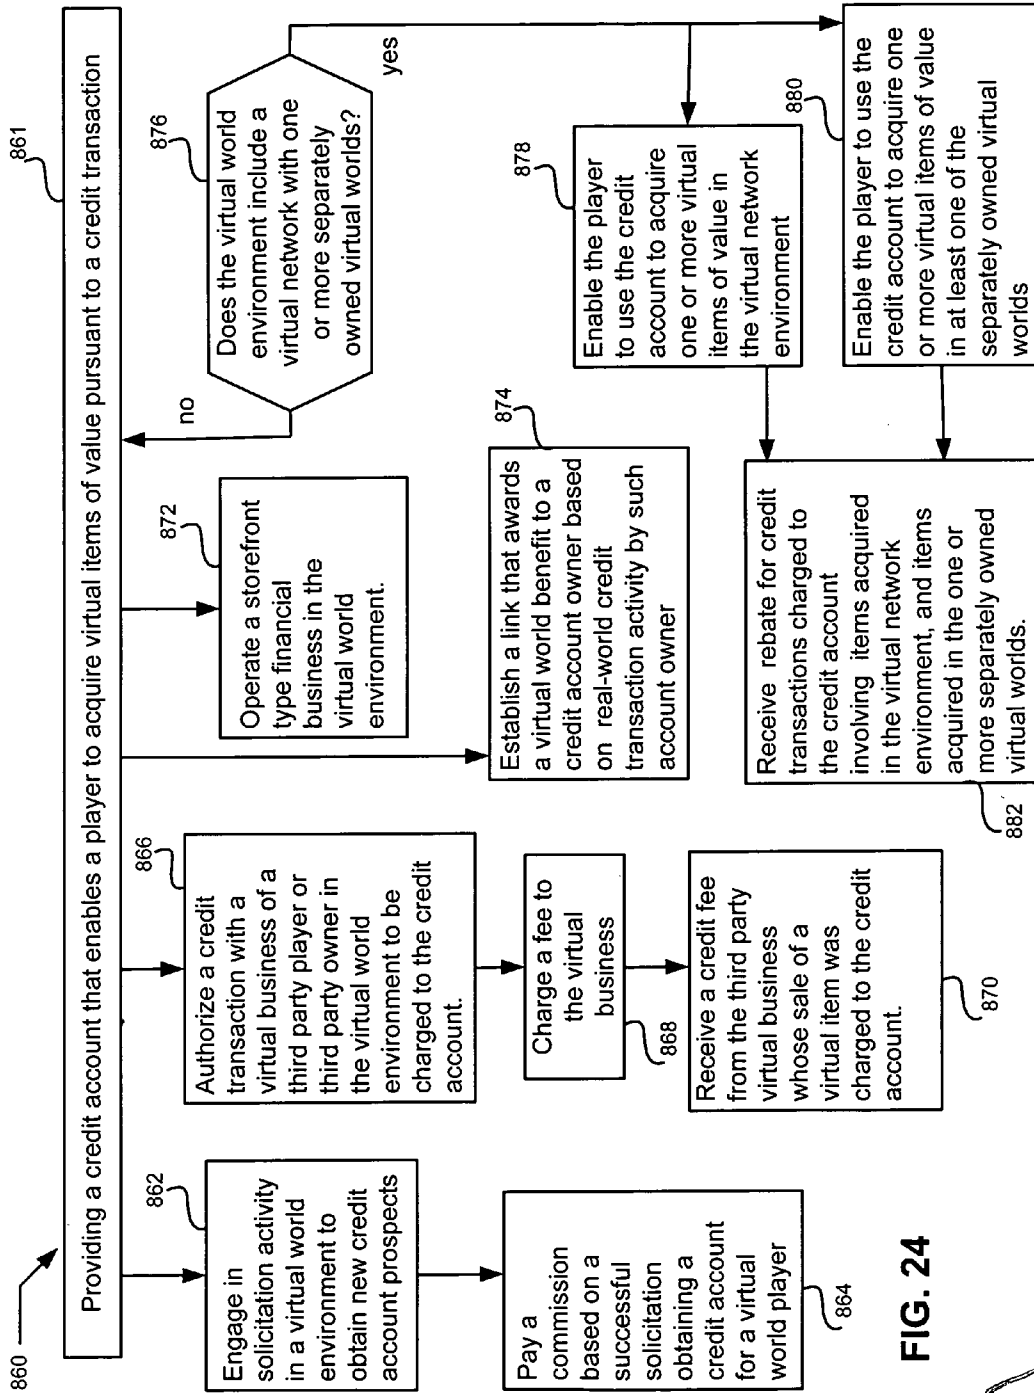 860
861
Providing a credit account that enables a player to acquire virtual items of value pursuant to a credit transaction
862
Engage in
solicitation activity
in a virtual world
environment to
obtain new credit
account prospects
Pay a
commission
based on a
successful
solicitation
obtaining a
credit account
for a virtual
world player
864
866
Authorize a credit
transaction with a
virtual business of a
third party player or
third party owner in
the virtual world
environment to be
charged to the credit
account.
Charge a fee to
the virtual
business
868
Receive a credit fee
from the third party
virtual business
whose sale of a
virtual item was
charged to the credit
account.
870
872
Operate a storefront
type financial
business in the
virtual world
environment.
874
Establish a link that awards
a virtual world benefit to a
credit account owner based
on real-world credit
transaction activity by such
account owner
876
Does the virtual world
environment include a
virtual network with one
or more separately
owned virtual worlds?
no
yes
878
Enable the player
to use the credit
account to acquire
one or more virtual
items of value in
the virtual network
environment
880
Enable the player to use the
credit account to acquire one
or more virtual items of value
in at least one of the
separately owned virtual
worlds
Receive rebate for credit
transactions charged to
the credit account
involving items acquired
in the virtual network
environment, and items
acquired in the one or
more separately owned
virtual worlds.
882
FIG. 24